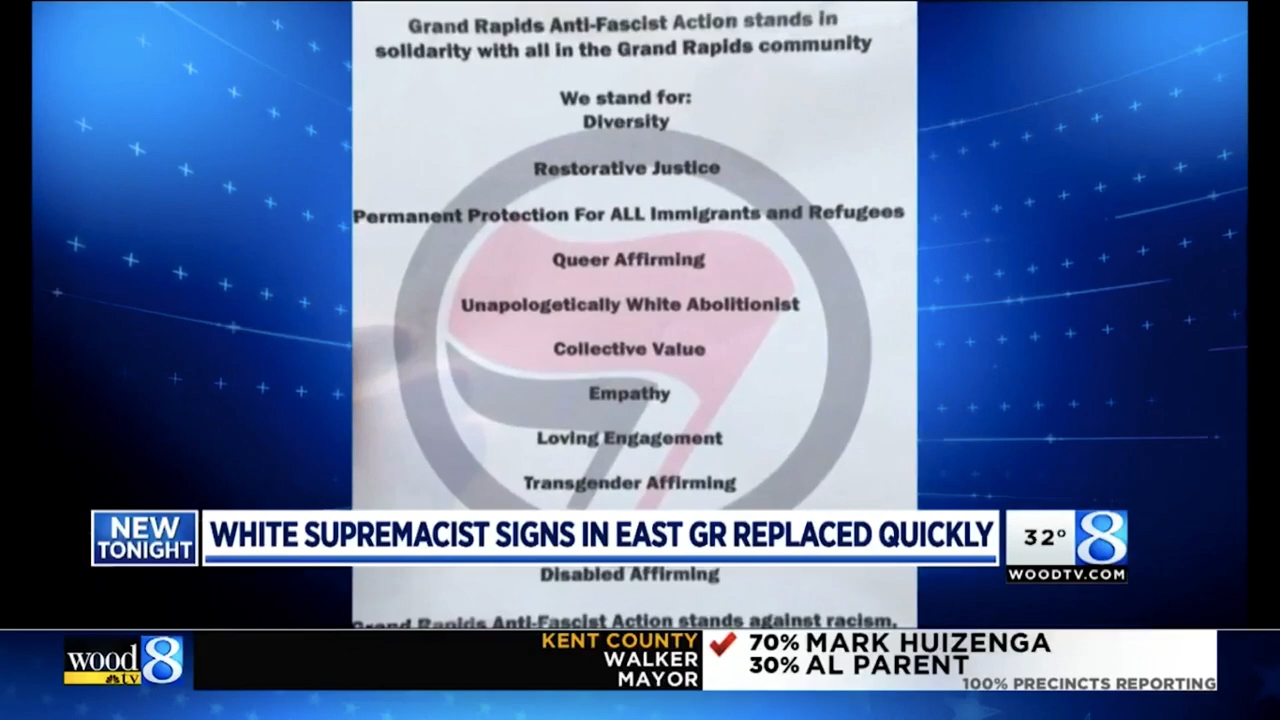 Grand Rapids Anti-Fascist Action stands in
solidarity with all in the Grand Rapids community
We stand for:
Diversity
Restorative Justice
Permanent Protection For ALL Immigrants and Refugees
Queer Affirming
Unapologetically White Abolitionist
Collective Value
Empathy
Loving Engagement
Transgender Affirming
NEW
TONIGHT
WHITE SUPREMACIST SIGNS IN EAST GR REPLACED QUICKLY
32° 8
WOODTV.COM
Disabled Affirming
Grand Rapids Anti-Fascist Action stands against racism,
wood 8
tv
KENT COUNTY
WALKER
MAYOR
70% MARK HUIZENGA
30% AL PARENT
100% PRECINCTS REPORTING